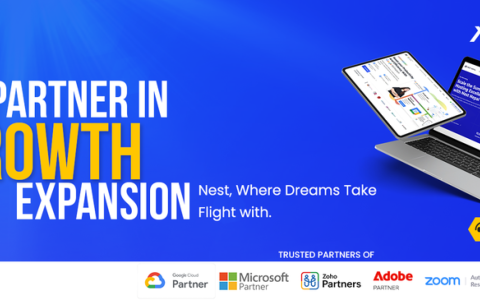 PARTNER IN
ROWTH
EXPANSION
Nest, Where Dreams Take
Flight with.
TRUSTED PARTNERS OF
Google Cloud
Partner
Microsoft
Partner
Zoho
Partners
Adobe
PARTNER
zoom